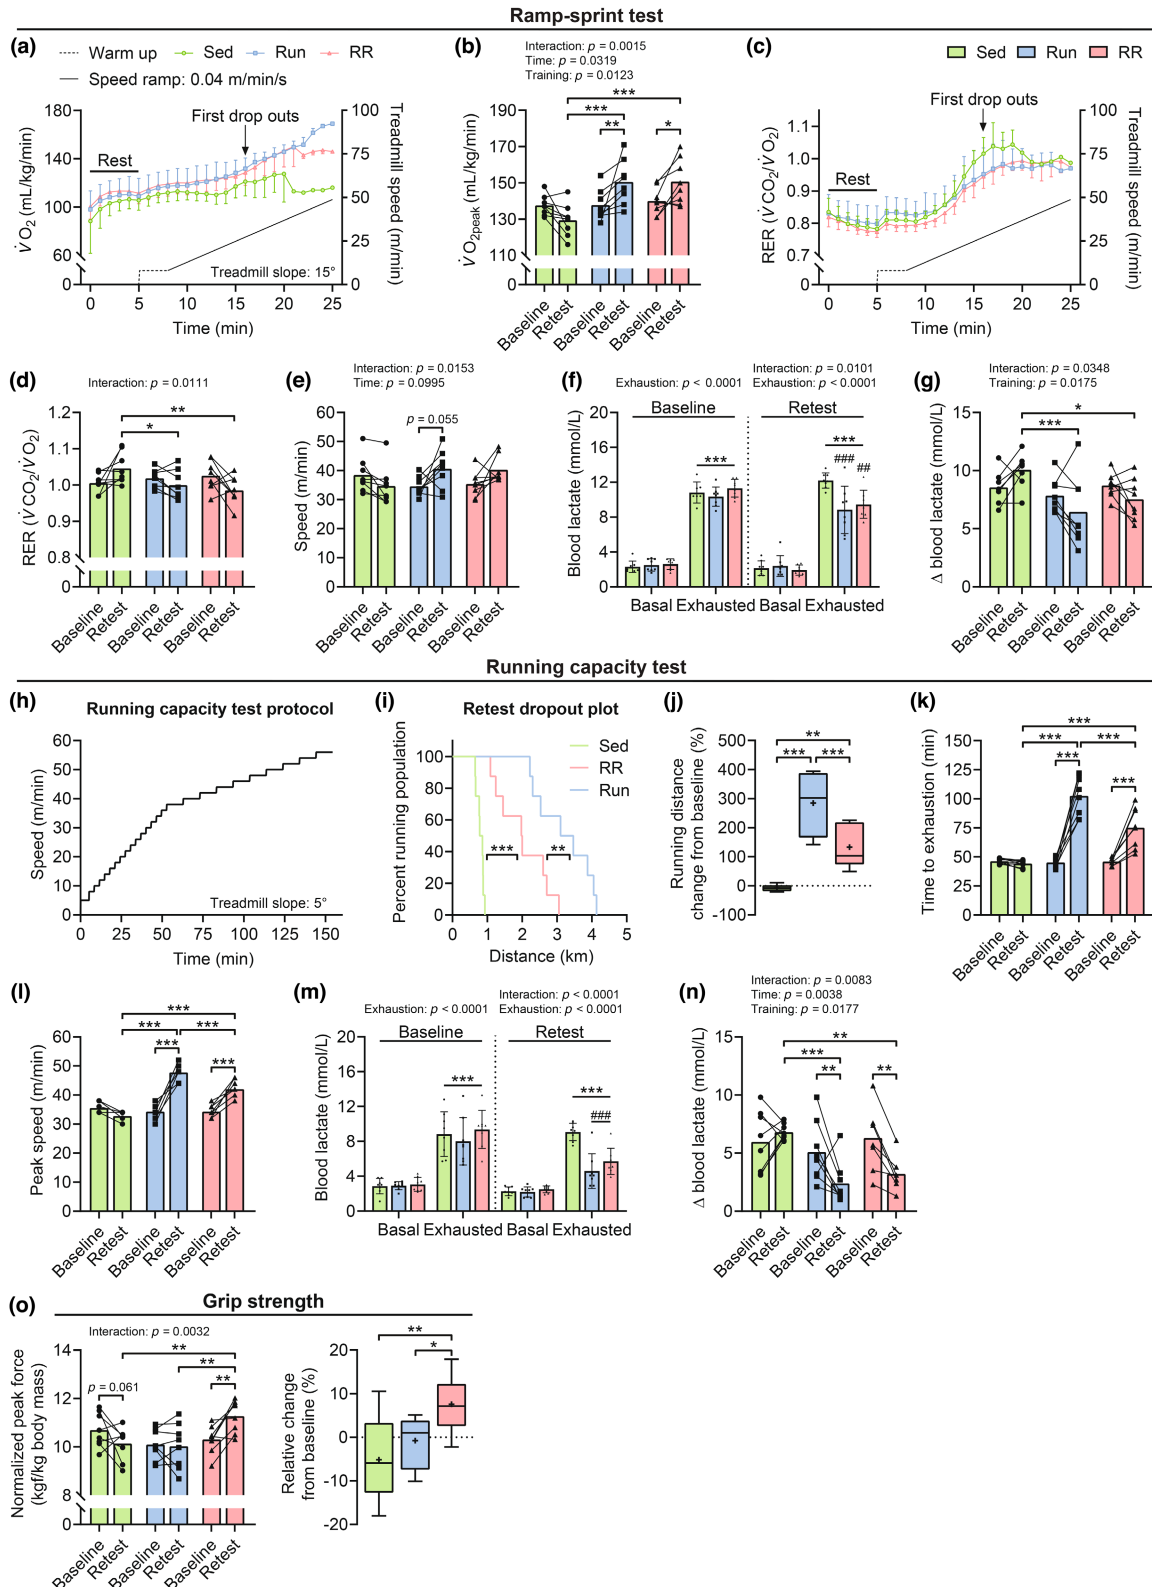 Ramp-sprint test
(a)
Warm up
Sed
Run
RR
Speed ramp: 0.04 m/min/s
First drop outs
Rest
V̇O2 (mL/kg/min)
Treadmill speed (m/min)
180
140
100
60
0
100
75
50
25
0
Treadmill slope: 15°
0 5 10 15 20 25
Time (min)
(b)
Interaction: p = 0.0015
Time: p = 0.0319
Training: p = 0.0123
***
***
** *
V̇O2peak (mL/kg/min)
190
170
150
130
110
0
Baseline Retest Baseline Retest Baseline Retest
(c)
Sed Run RR
First drop outs
Rest
RER (V̇CO2/V̇O2)
Treadmill speed (m/min)
1.1
1.0
0.9
0.8
0.7
0
100
75
50
25
0
0 5 10 15 20 25
Time (min)
(d)
Interaction: p = 0.0111
**
*
RER (V̇CO2/V̇O2)
1.2
1.1
1.0
0.9
0.8
0
Baseline Retest Baseline Retest Baseline Retest
(e)
Interaction: p = 0.0153
Time: p = 0.0995
p = 0.055
Speed (m/min)
60
50
40
30
20
10
0
Baseline Retest Baseline Retest Baseline Retest
(f)
Exhaustion: p < 0.0001
Interaction: p = 0.0101
Exhaustion: p < 0.0001
Baseline Retest
*** ***
### ##
Blood lactate (mmol/L)
20
16
12
8
4
0
Basal Exhausted Basal Exhausted
(g)
Interaction: p = 0.0348
Training: p = 0.0175
*
***
Δ blood lactate (mmol/L)
15
10
5
0
Baseline Retest Baseline Retest Baseline Retest
Running capacity test
(h)
Running capacity test protocol
Speed (m/min)
60
50
40
30
20
10
0
Treadmill slope: 5°
0 25 50 75 100 125 150
Time (min)
(i)
Retest dropout plot
Sed
RR
Run
*** **
Percent running population
100
80
60
40
20
0
0 1 2 3 4 5
Distance (km)
(j)
**
*** ***
Running distance
change from baseline (%)
500
400
300
200
100
0
-100
(k)
***
*** ***
*** ***
Time to exhaustion (min)
150
125
100
75
50
25
0
Baseline Retest Baseline Retest Baseline Retest
(l)
***
*** ***
*** ***
Peak speed (m/min)
60
50
40
30
20
10
0
Baseline Retest Baseline Retest Baseline Retest
(m)
Exhaustion: p < 0.0001
Interaction: p < 0.0001
Exhaustion: p < 0.0001
Baseline Retest
*** ***
###
Blood lactate (mmol/L)
20
16
12
8
4
0
Basal Exhausted Basal Exhausted
(n)
Interaction: p = 0.0083
Time: p = 0.0038
Training: p = 0.0177
**
***
** **
Δ blood lactate (mmol/L)
15
10
5
0
Baseline Retest Baseline Retest Baseline Retest
(o)
Grip strength
Interaction: p = 0.0032
**
**
**
p = 0.061
Normalized peak force
(kgf/kg body mass)
14
12
10
8
0
Baseline Retest Baseline Retest Baseline Retest
**
*
Relative change
from baseline (%)
20
10
0
-10
-20